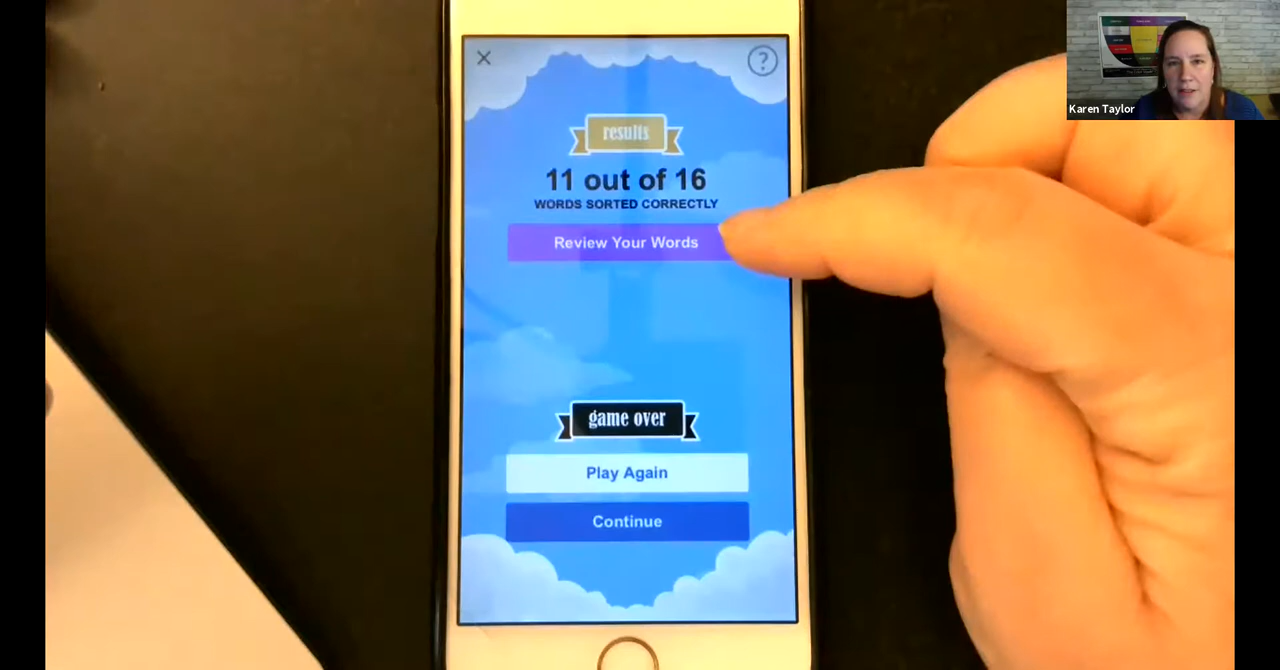 results
11 out of 16
WORDS SORTED CORRECTLY
Review Your Words
game over
Play Again
Continue
?
Karen Taylor